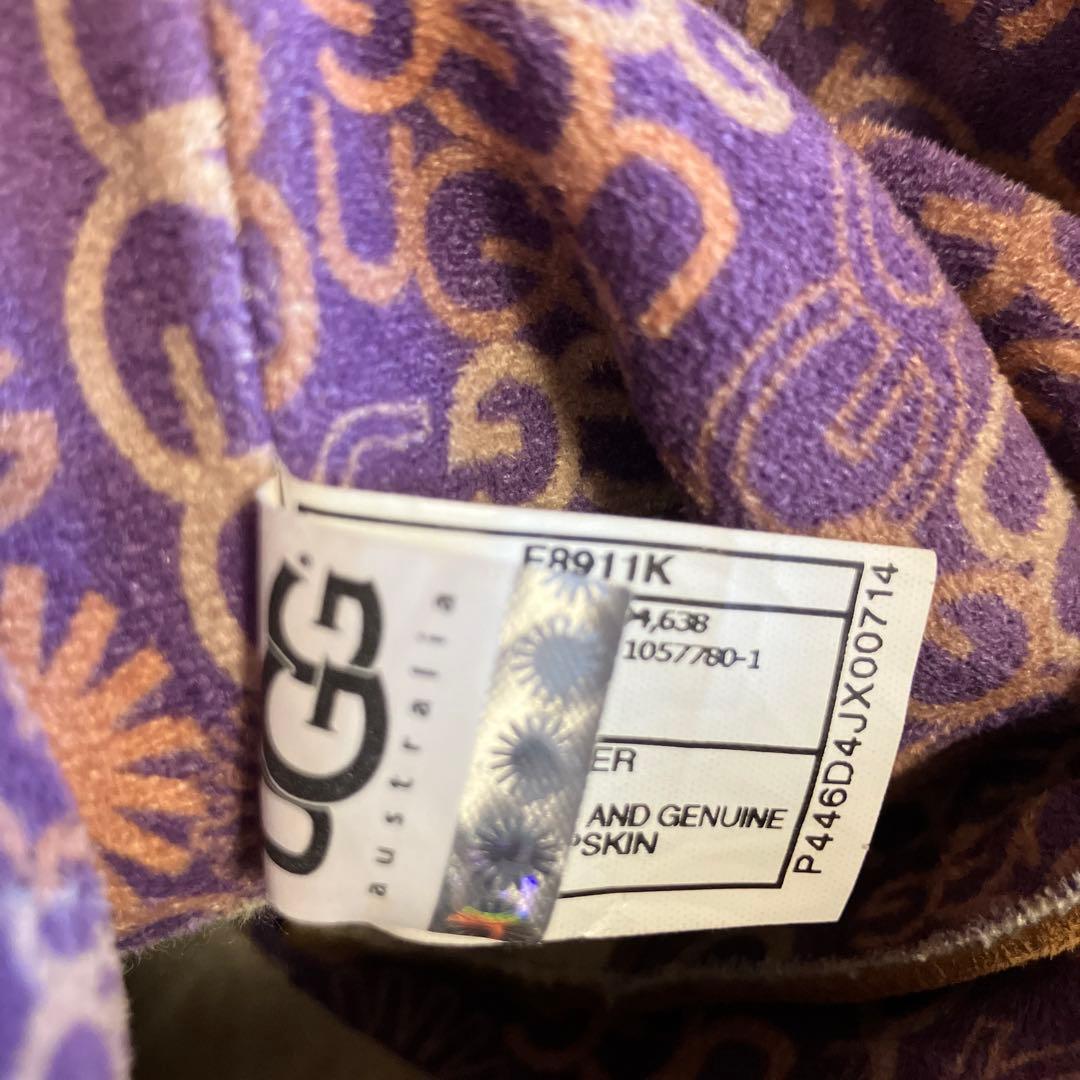 UGG
australia
F8911K
4,638
1057780-1
ER
AND GENUINE
PSKIN
P446D4JX00714